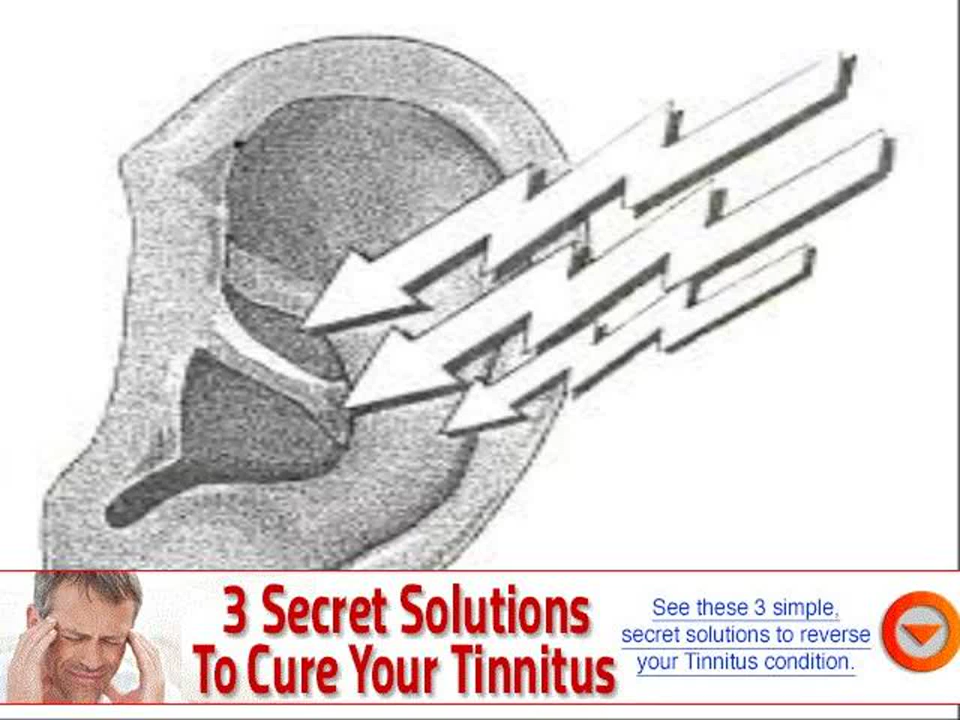 3 Secret Solutions
To Cure Your Tinnitus
See these 3 simple,
secret solutions to reverse
your Tinnitus condition.